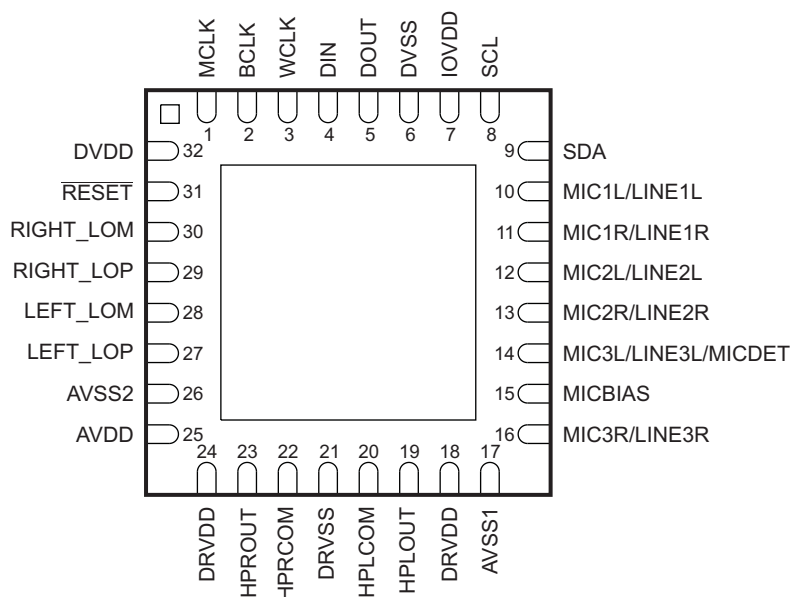 MCLK
BCLK
WCLK
DIN
DOUT
DVSS
IOVDD
SCL
1 2 3 4 5 6 7 8
DVDD 32
RESET 31
RIGHT_LOM 30
RIGHT_LOP 29
LEFT_LOM 28
LEFT_LOP 27
AVSS2 26
AVDD 25
9 SDA
10 MIC1L/LINE1L
11 MIC1R/LINE1R
12 MIC2L/LINE2L
13 MIC2R/LINE2R
14 MIC3L/LINE3L/MICDET
15 MICBIAS
16 MIC3R/LINE3R
24 23 22 21 20 19 18 17
DRVDD
HPROUT
HPRCOM
DRVSS
HPLCOM
HPLOUT
DRVDD
AVSS1